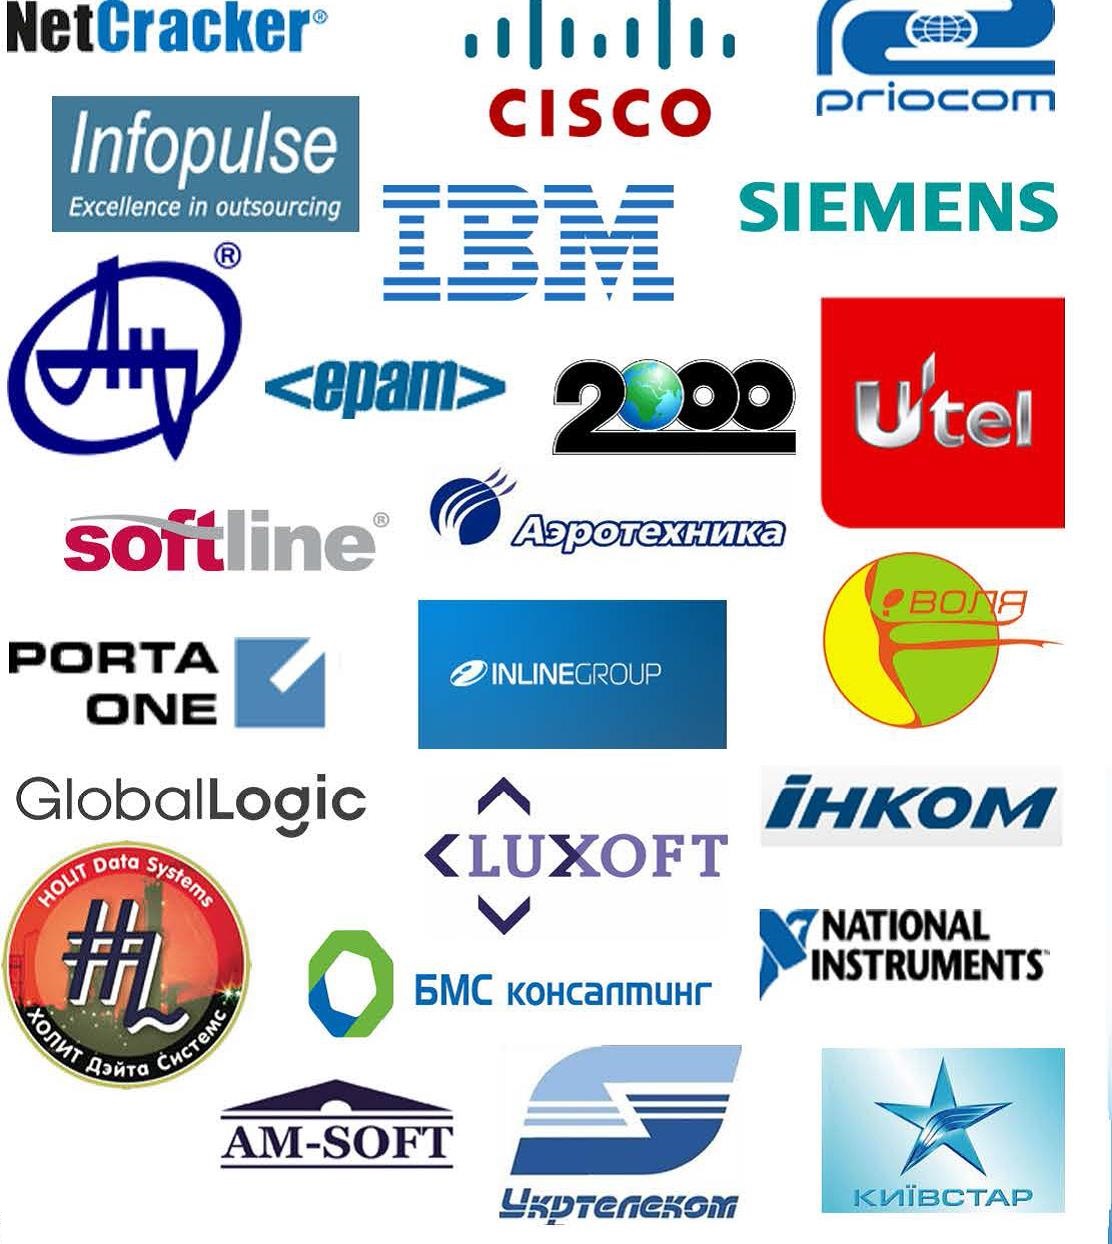 NetCracker®
CISCO
priocom
Infopulse
Excellence in outsourcing
IBM
SIEMENS
®
<epam>
2000
U'tel
softline®
Аэротехника
ВОЛЯ
PORTA
ONE
INLINEGROUP
GlobalLogic
LUXOFT
ІНКОМ
HOLIT Data Systems
ХОЛИТ Дэйта Системс
NATIONAL
INSTRUMENTS™
БМС консалтинг
AM-SOFT
Укртелеком
КИЇВСТАР